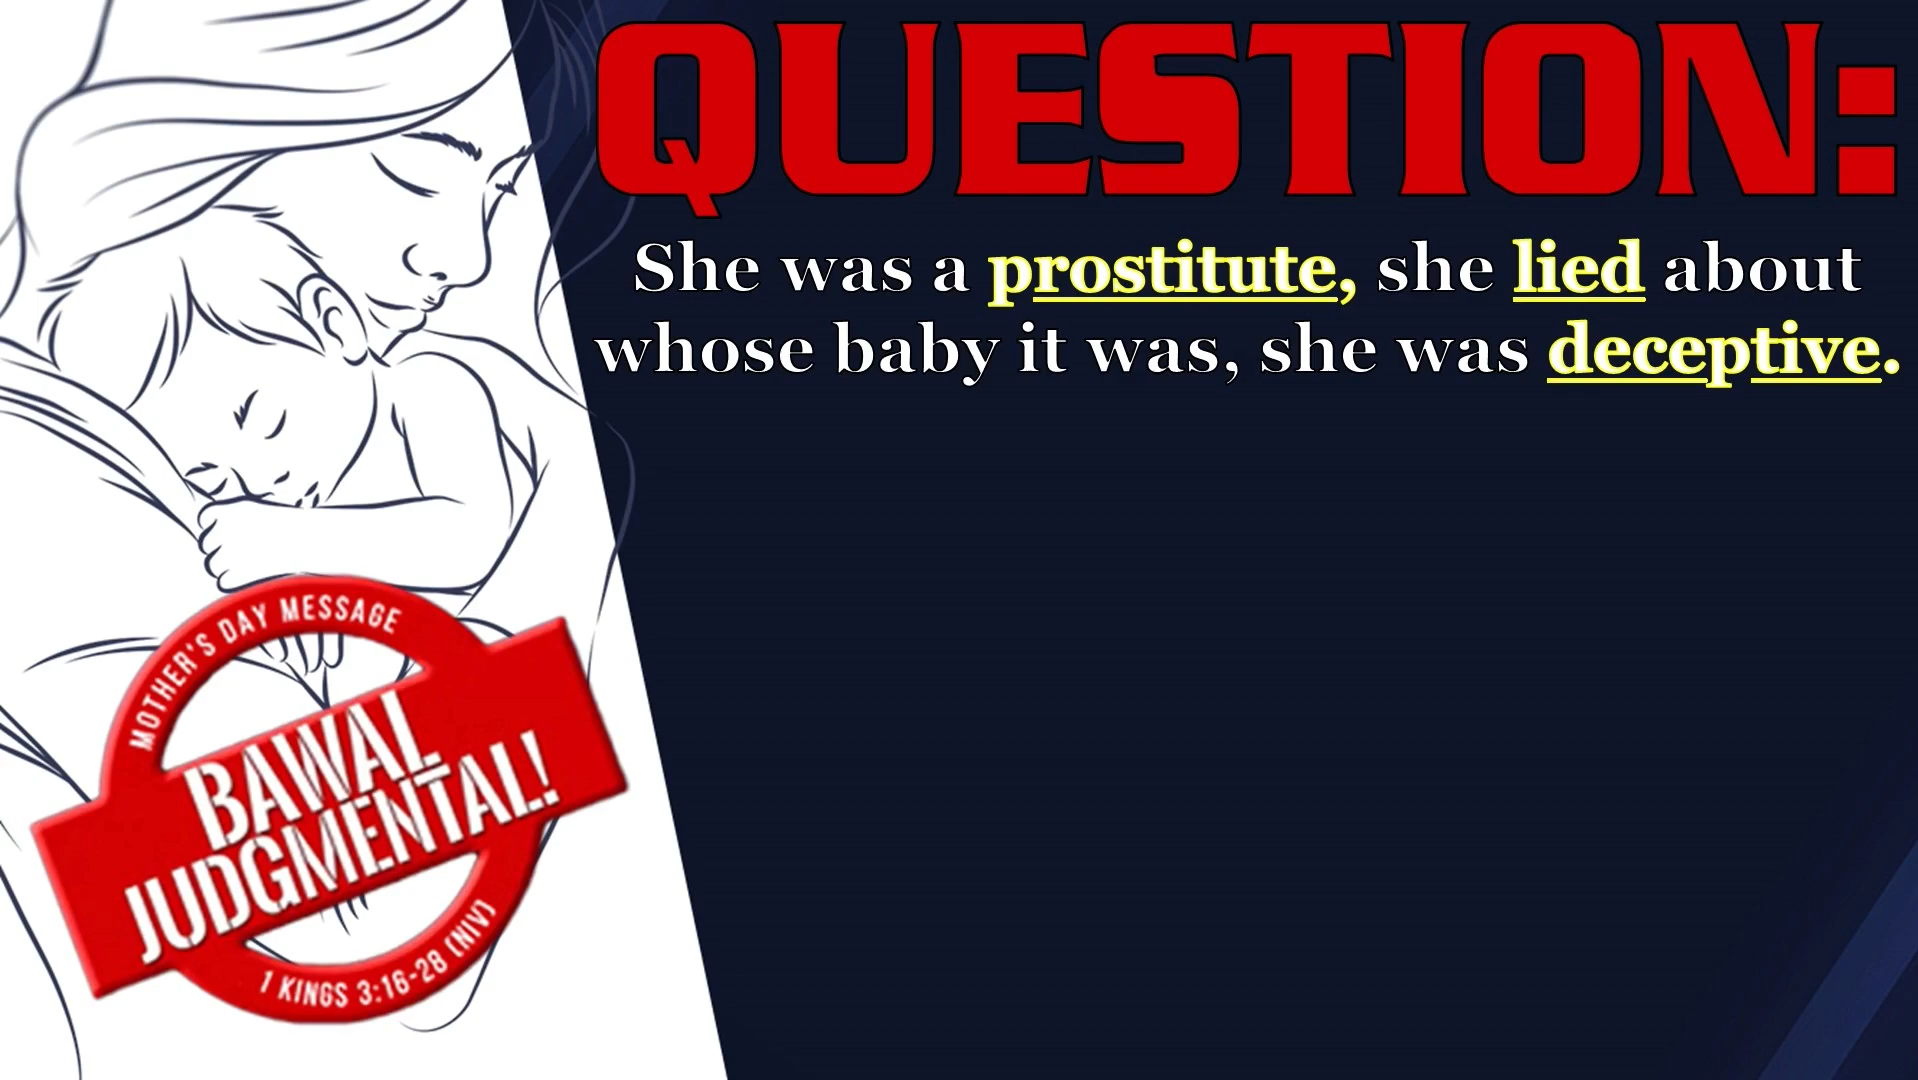 QUESTION:
She was a prostitute, she lied about
whose baby it was, she was deceptive.
MOTHER'S DAY MESSAGE
BAWAL
JUDGMENTAL!
1 KINGS 3:16-28 (NIV)